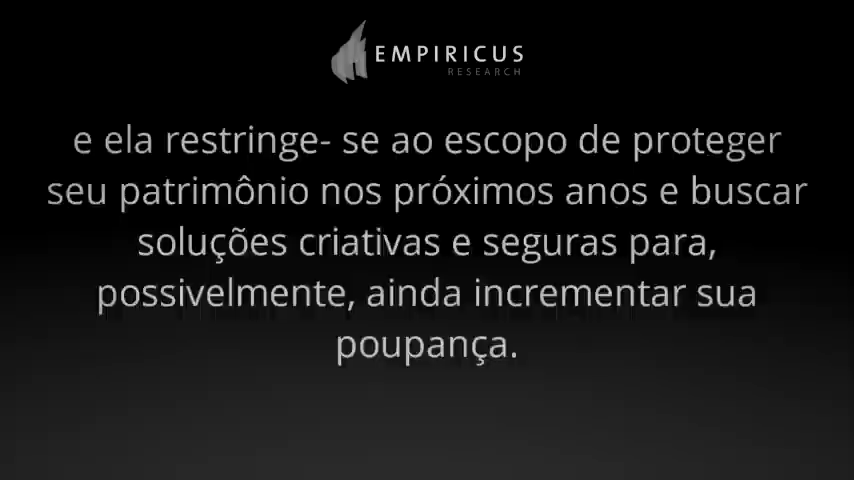 EMPIRICUS
RESEARCH
e ela restringe- se ao escopo de proteger
seu patrimônio nos próximos anos e buscar
soluções criativas e seguras para,
possivelmente, ainda incrementar sua
poupança.